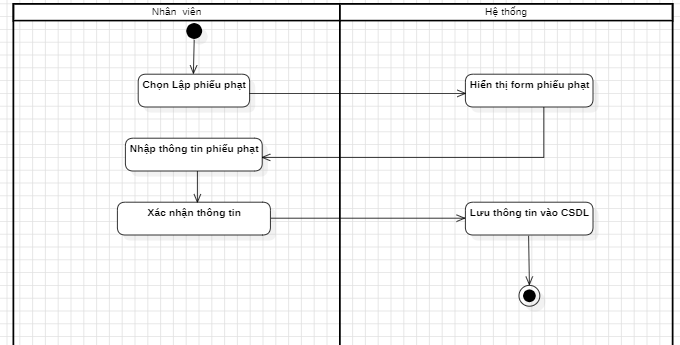 Nhân viên
Hệ thống
Chọn Lập phiếu phạt
Hiển thị form phiếu phạt
Nhập thông tin phiếu phạt
Xác nhận thông tin
Lưu thông tin vào CSDL